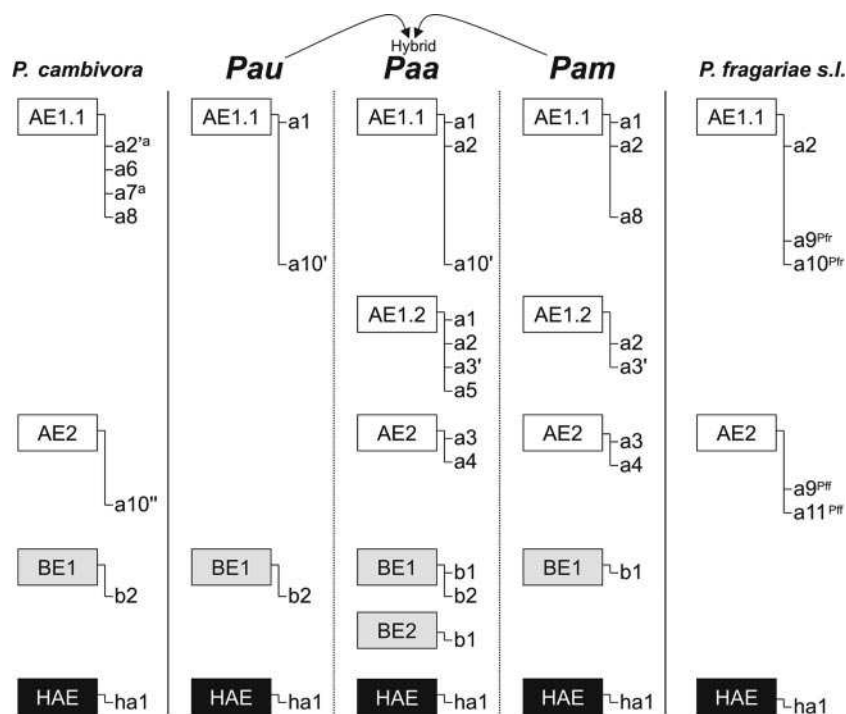 Hybrid
P. cambivora Pau Paa Pam P. fragariae s.l.
AE1.1 AE1.1 AE1.1 AE1.1 AE1.1
a1 a1 a1
a2'ᵃ a2 a2 a2
a6
a7ᵃ
a8 a8
a9ᴾᶠʳ
a10' a10' a10ᴾᶠʳ
AE1.2 AE1.2
a1
a2 a2
a3' a3'
a5
AE2 AE2 AE2 AE2
a3 a3
a4 a4
a9ᴾᶠᶠ
a10" a11ᴾᶠᶠ
BE1 BE1 BE1 BE1
b1 b1
b2 b2 b2
BE2
b1
HAE HAE HAE HAE HAE
ha1 ha1 ha1 ha1 ha1